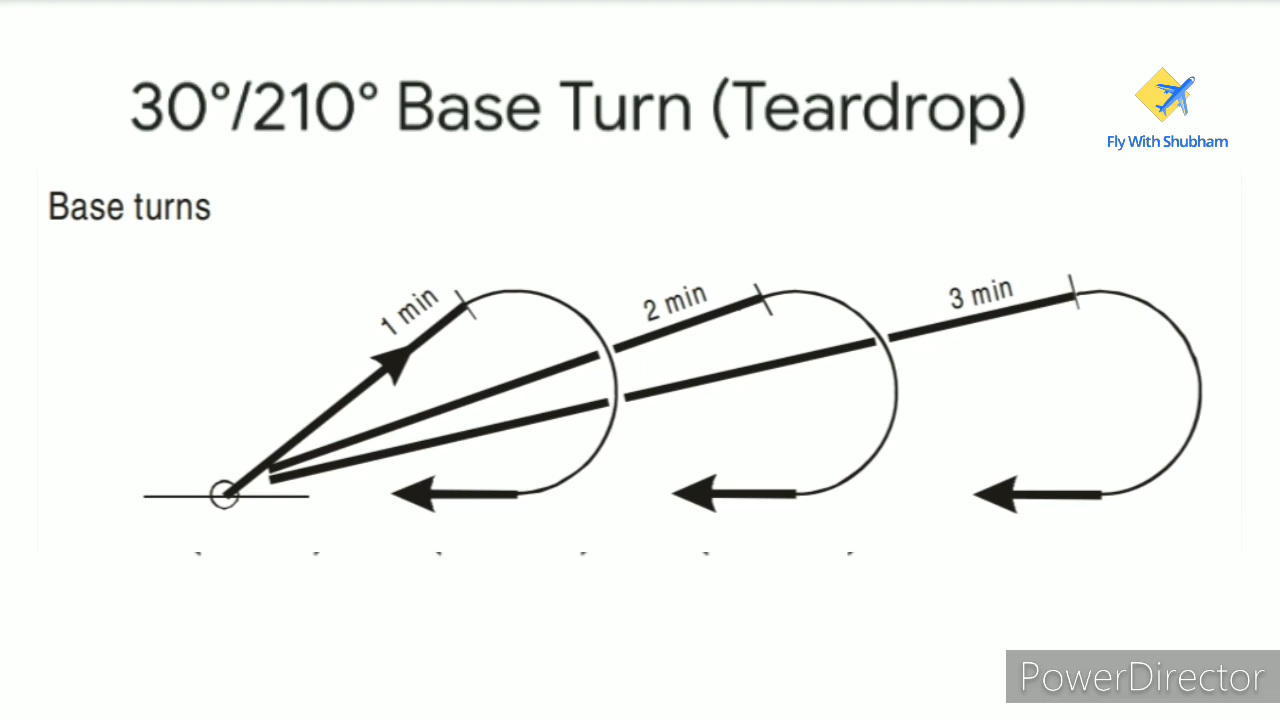 30°/210° Base Turn (Teardrop)
Fly With Shubham
Base turns
1 min
2 min
3 min
PowerDirector